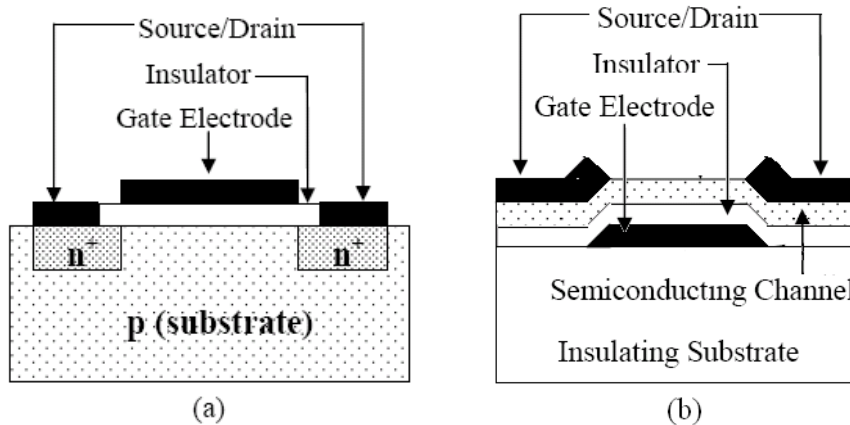 Source/Drain
Insulator
Gate Electrode
n+
n+
p (substrate)
(a)
Source/Drain
Insulator
Gate Electrode
Semiconducting Channel
Insulating Substrate
(b)